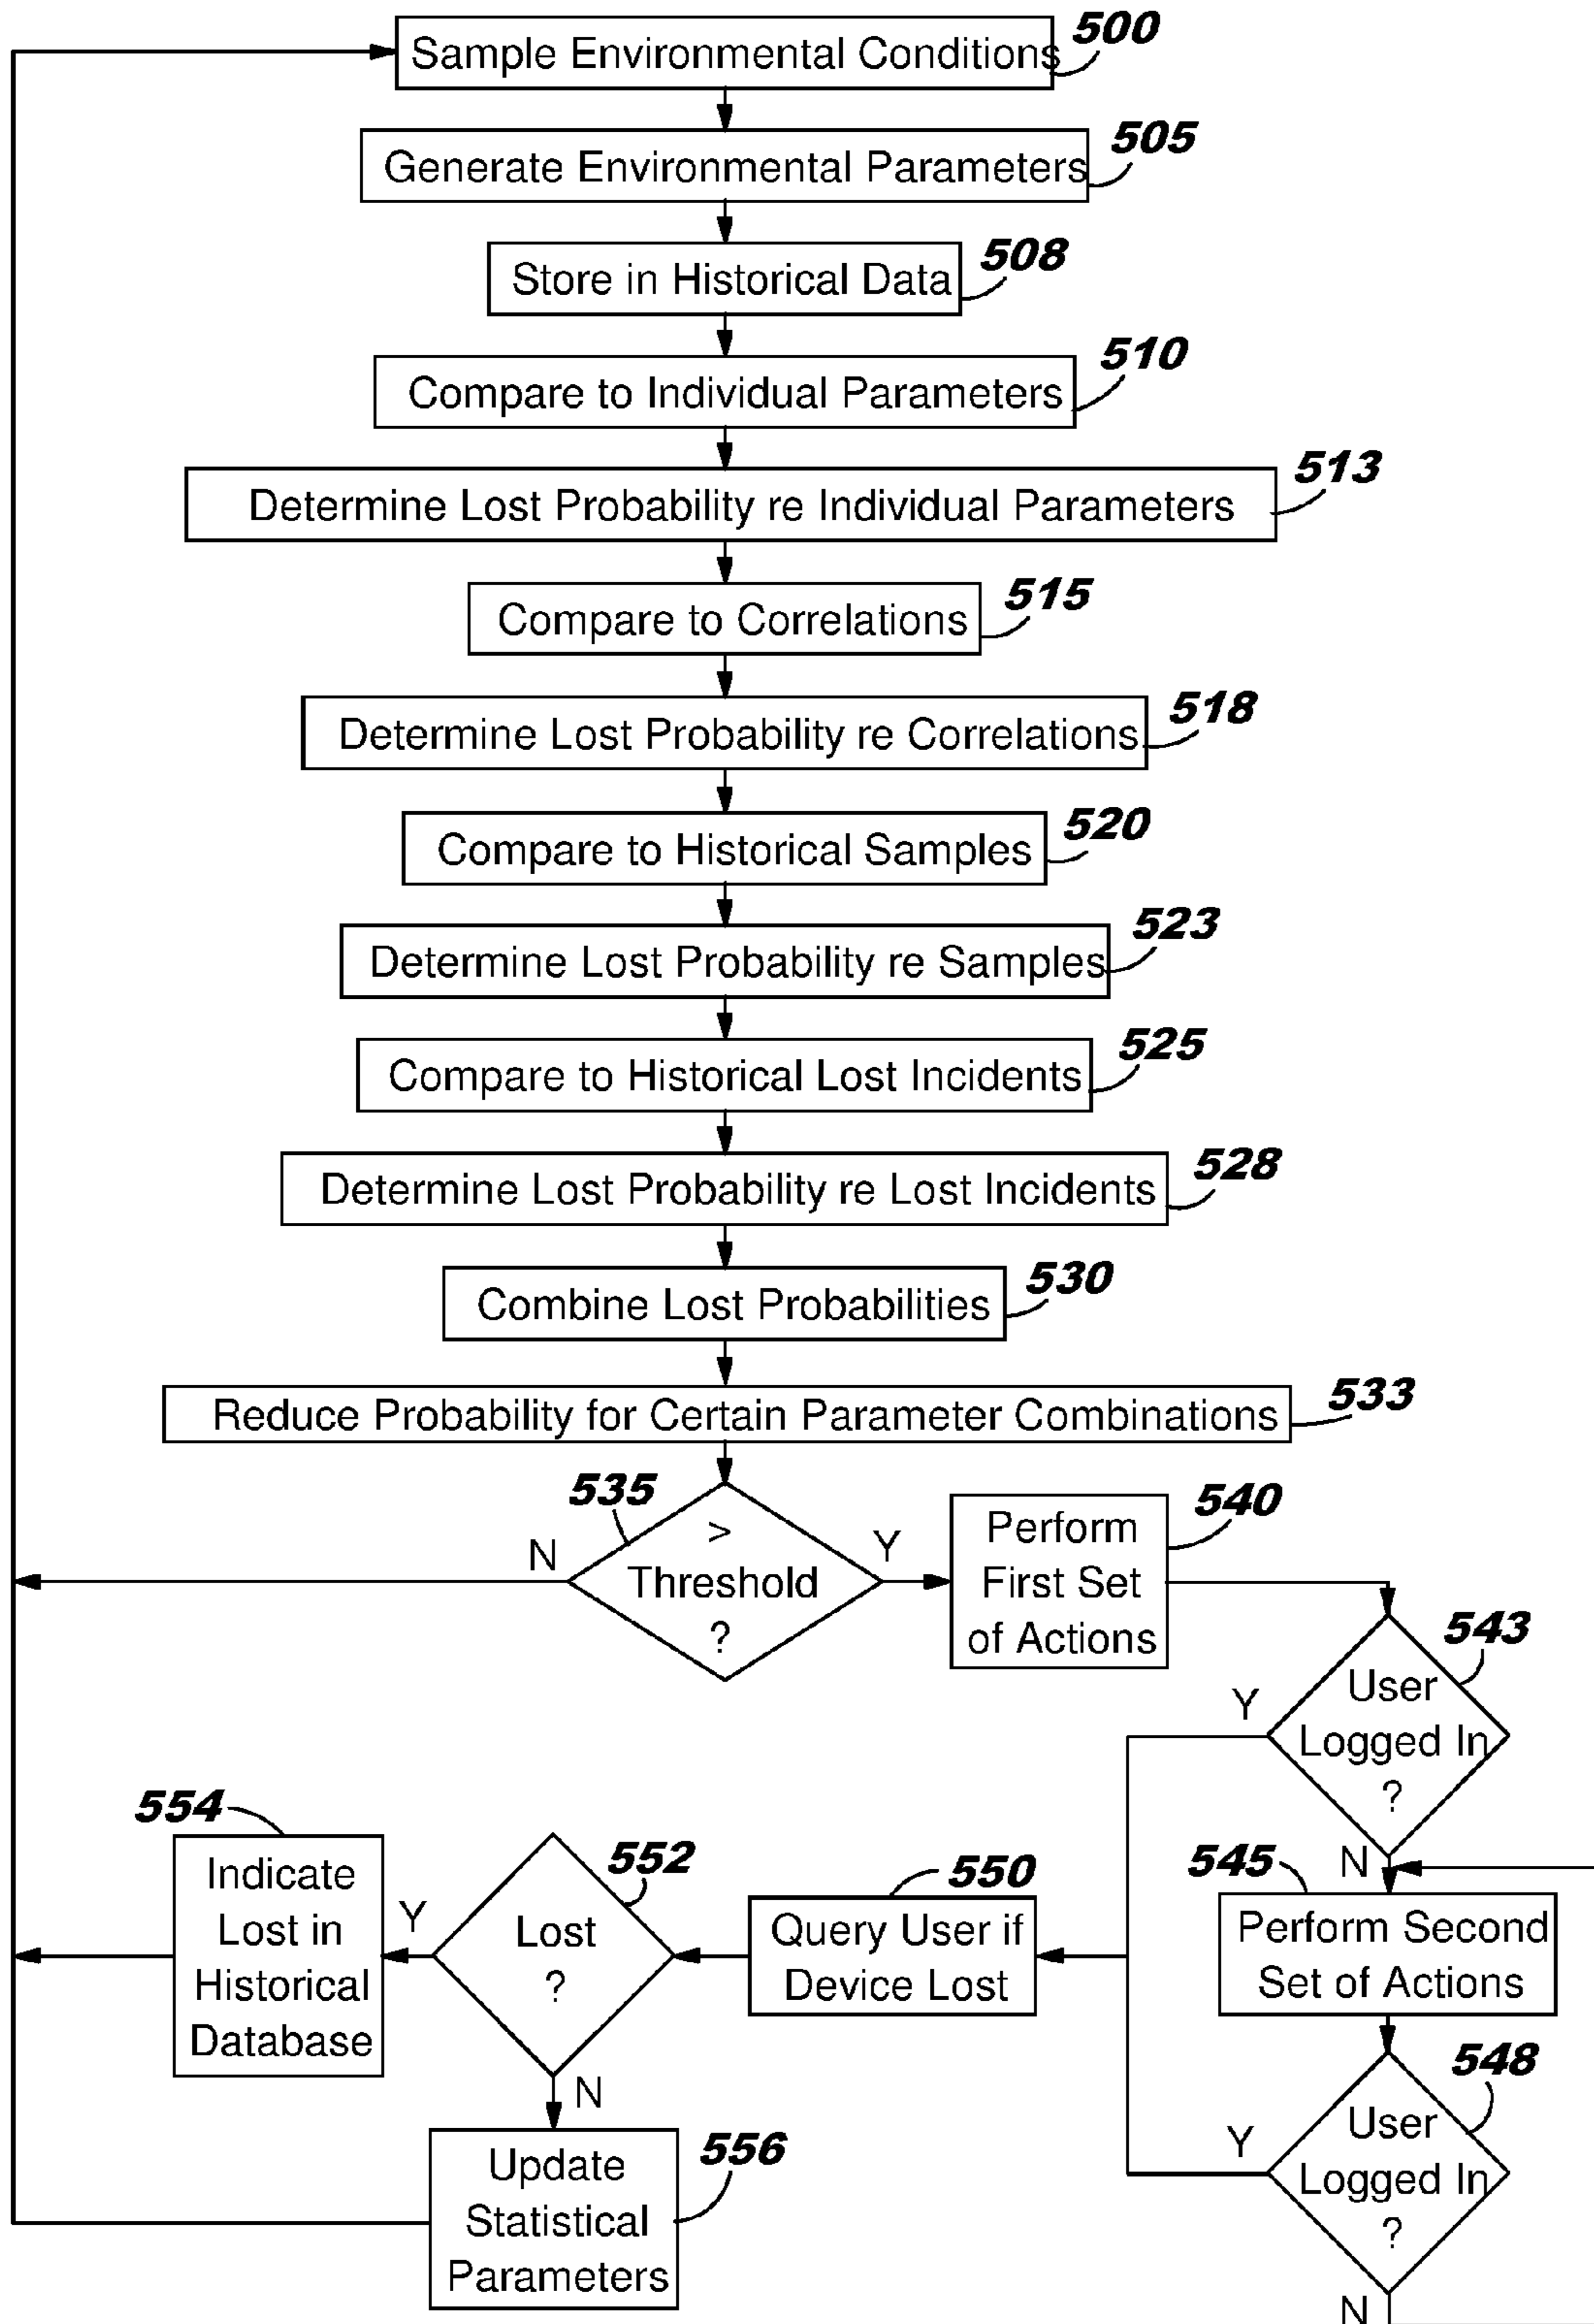 Sample Environmental Conditions
500
Generate Environmental Parameters
505
Store in Historical Data
508
Compare to Individual Parameters
510
Determine Lost Probability re Individual Parameters
513
Compare to Correlations
515
Determine Lost Probability re Correlations
518
Compare to Historical Samples
520
Determine Lost Probability re Samples
523
Compare to Historical Lost Incidents
525
Determine Lost Probability re Lost Incidents
528
Combine Lost Probabilities
530
Reduce Probability for Certain Parameter Combinations
533
535
>
Threshold
?
N
Y
Perform
First Set
of Actions
540
User
Logged In
?
543
Y
N
545
Perform Second
Set of Actions
User
Logged In
?
548
Y
N
550
Query User if
Device Lost
552
Lost
?
Y
N
554
Indicate
Lost in
Historical
Database
Update
Statistical
Parameters
556